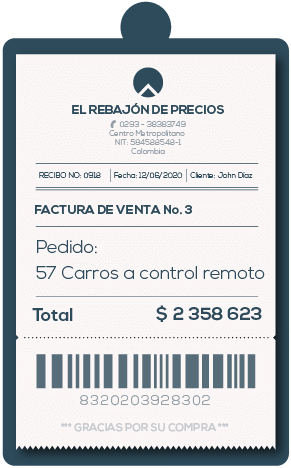 EL REBAJÓN DE PRECIOS
0293 - 38383749
Centro Metropolitano
NIT: 594588548-1
Colombia
RECIBO NO: 0918 Fecha: 12/06/2020 Cliente: John Díaz
FACTURA DE VENTA No. 3
Pedido:
57 Carros a control remoto
Total $ 2 358 623
8320203928302
*** GRACIAS POR SU COMPRA ***